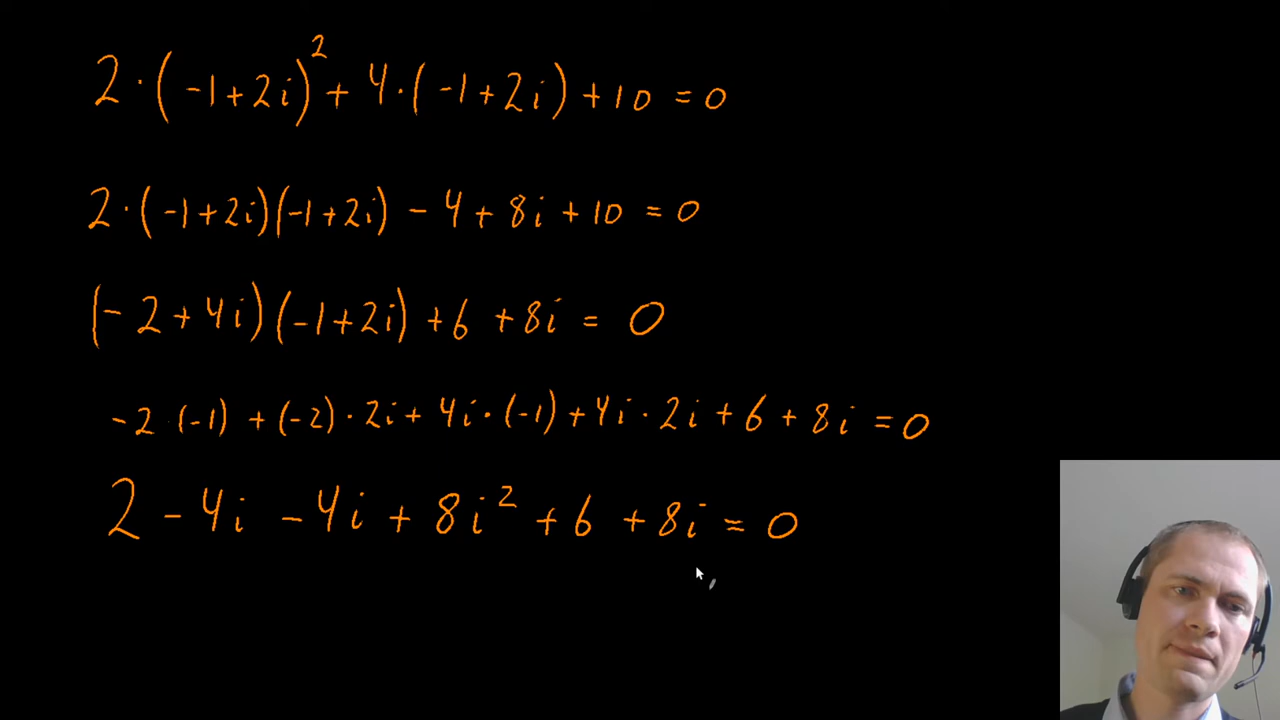 2·(-1+2i)²+4·(-1+2i)+10=0
2·(-1+2i)(-1+2i)-4+8i+10=0
(-2+4i)(-1+2i)+6+8i=0
-2·(-1)+(-2)·2i+4i·(-1)+4i·2i+6+8i=0
2-4i-4i+8i²+6+8i=0